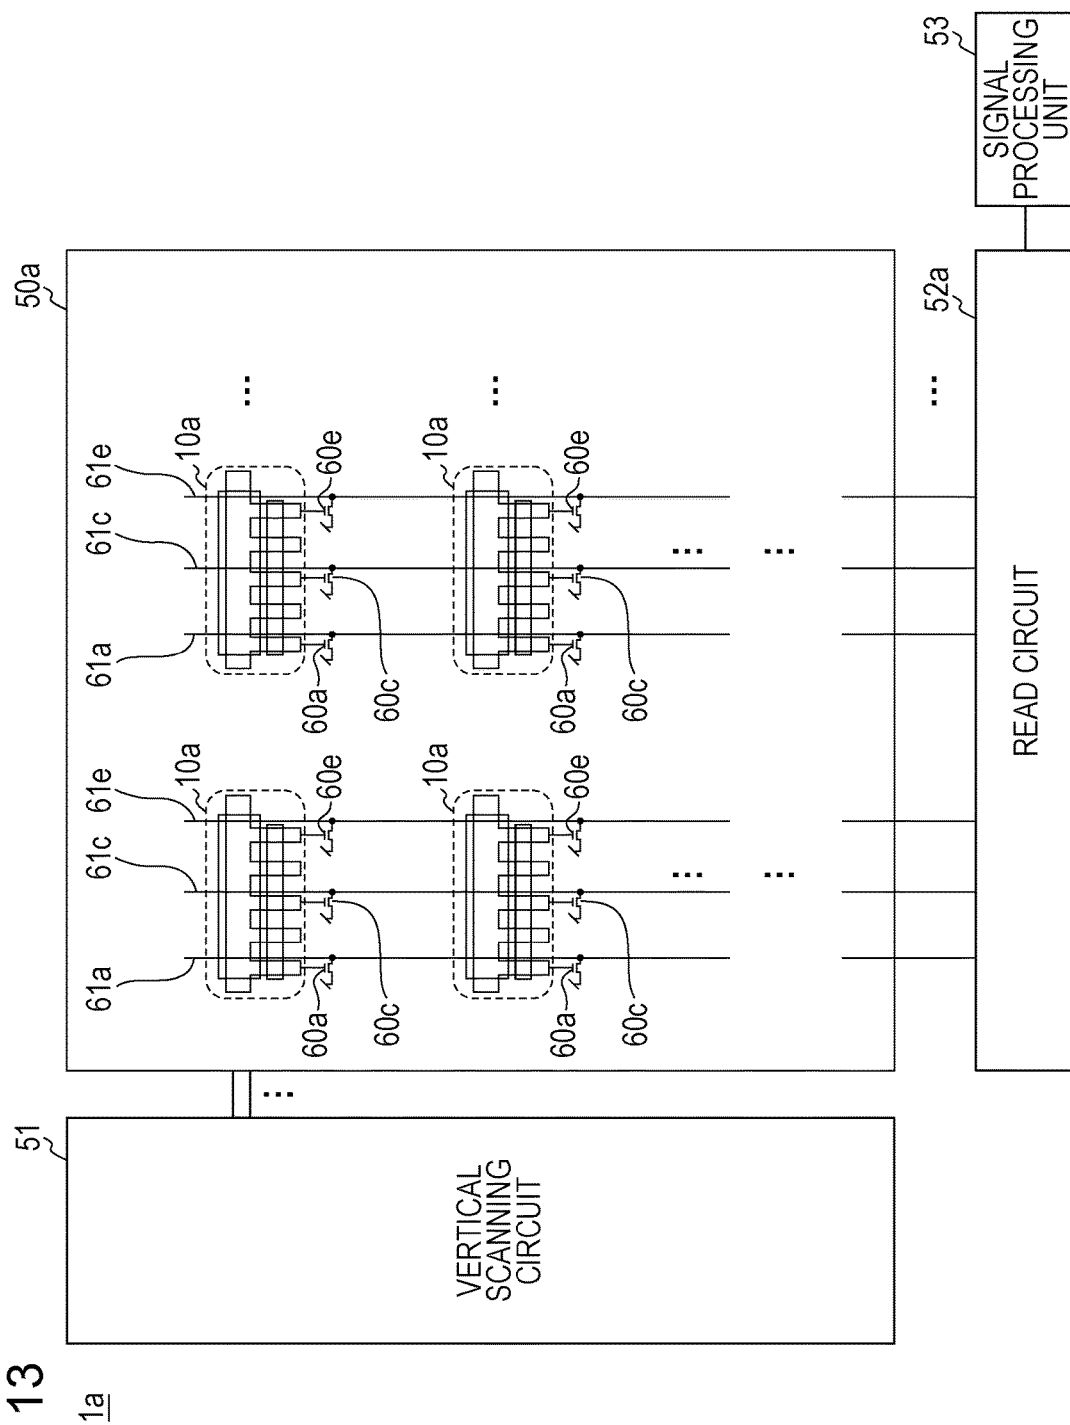 13
1a
51
VERTICAL
SCANNING
CIRCUIT
50a
61a
61c
61e
10a
61a
61c
61e
10a
...
60a
60c
60e
60a
60c
60e
10a
10a
...
60a
60c
60e
60a
60c
60e
...
...
...
...
...
...
52a
READ CIRCUIT
53
SIGNAL
PROCESSING
UNIT